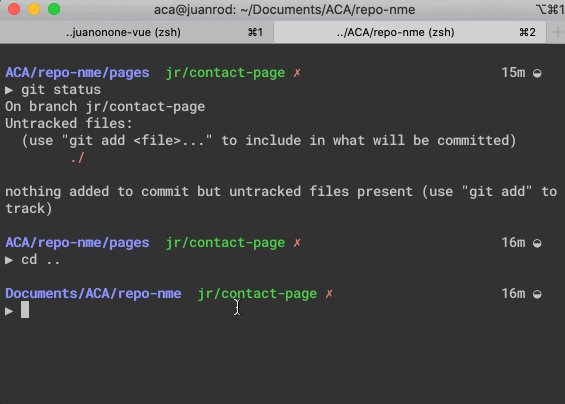 aca@juanrod: ~/Documents/ACA/repo-nme ⌥⌘1
..juanonone-vue (zsh) ⌘1 ../ACA/repo-nme (zsh) ⌘2 +
ACA/repo-nme/pages jr/contact-page ✗ 15m ◒
▶ git status
On branch jr/contact-page
Untracked files:
(use "git add <file>..." to include in what will be committed)
./
nothing added to commit but untracked files present (use "git add" to
track)
ACA/repo-nme/pages jr/contact-page ✗ 16m ◒
▶ cd ..
Documents/ACA/repo-nme jr/contact-page ✗ 16m ◒
▶